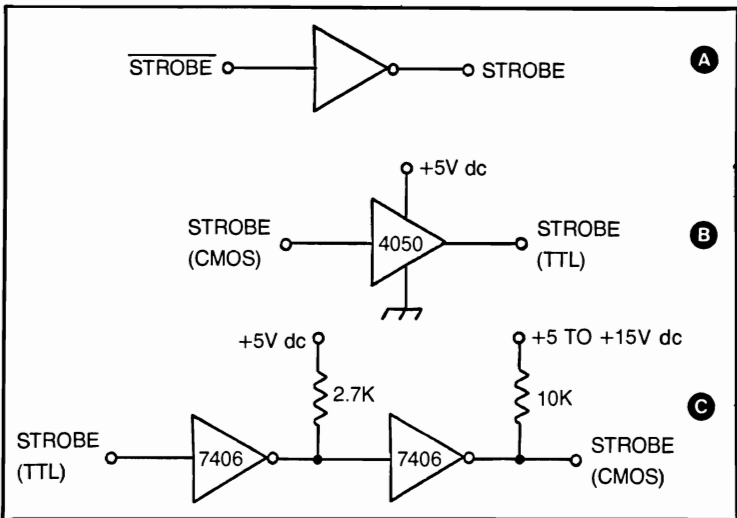 STROBE STROBE A
+5V dc
STROBE (CMOS) 4050 STROBE (TTL) B
+5V dc +5 TO +15V dc
2.7K 10K C
STROBE (TTL) 7406 7406 STROBE (CMOS)